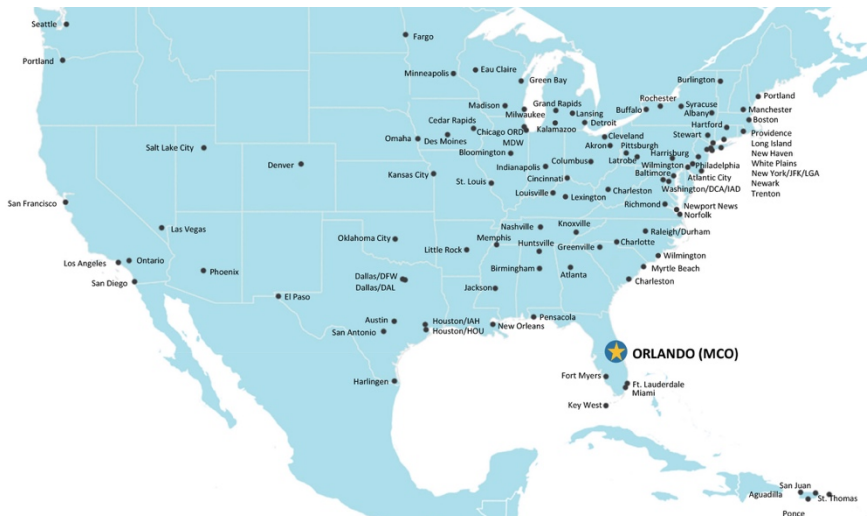 Seattle
Portland
Fargo
Minneapolis
Eau Claire
Green Bay
Burlington
Portland
Rochester
Syracuse
Manchester
Madison
Milwaukee
Grand Rapids
Lansing
Buffalo
Albany
Boston
Cedar Rapids
Detroit
Hartford
Omaha
Des Moines
Chicago ORD
MDW
Kalamazoo
Cleveland
Stewart
Providence
Salt Lake City
Akron
Pittsburgh
Long Island
Denver
Bloomington
Columbus
Latrobe
Harrisburg
New Haven
Indianapolis
Wilmington
Philadelphia
White Plains
Kansas City
St. Louis
Cincinnati
Baltimore
Atlantic City
New York/JFK/LGA
Louisville
Lexington
Charleston
Washington/DCA/IAD
Newark
Trenton
San Francisco
Richmond
Newport News
Norfolk
Las Vegas
Nashville
Knoxville
Raleigh/Durham
Oklahoma City
Memphis
Huntsville
Greenville
Charlotte
Little Rock
Wilmington
Los Angeles
Ontario
Phoenix
Dallas/DFW
Dallas/DAL
Birmingham
Atlanta
Myrtle Beach
San Diego
Charleston
El Paso
Jackson
Austin
Houston/IAH
Houston/HOU
New Orleans
Pensacola
San Antonio
ORLANDO (MCO)
Harlingen
Fort Myers
Ft. Lauderdale
Miami
Key West
San Juan
Aguadilla
St. Thomas
Ponce